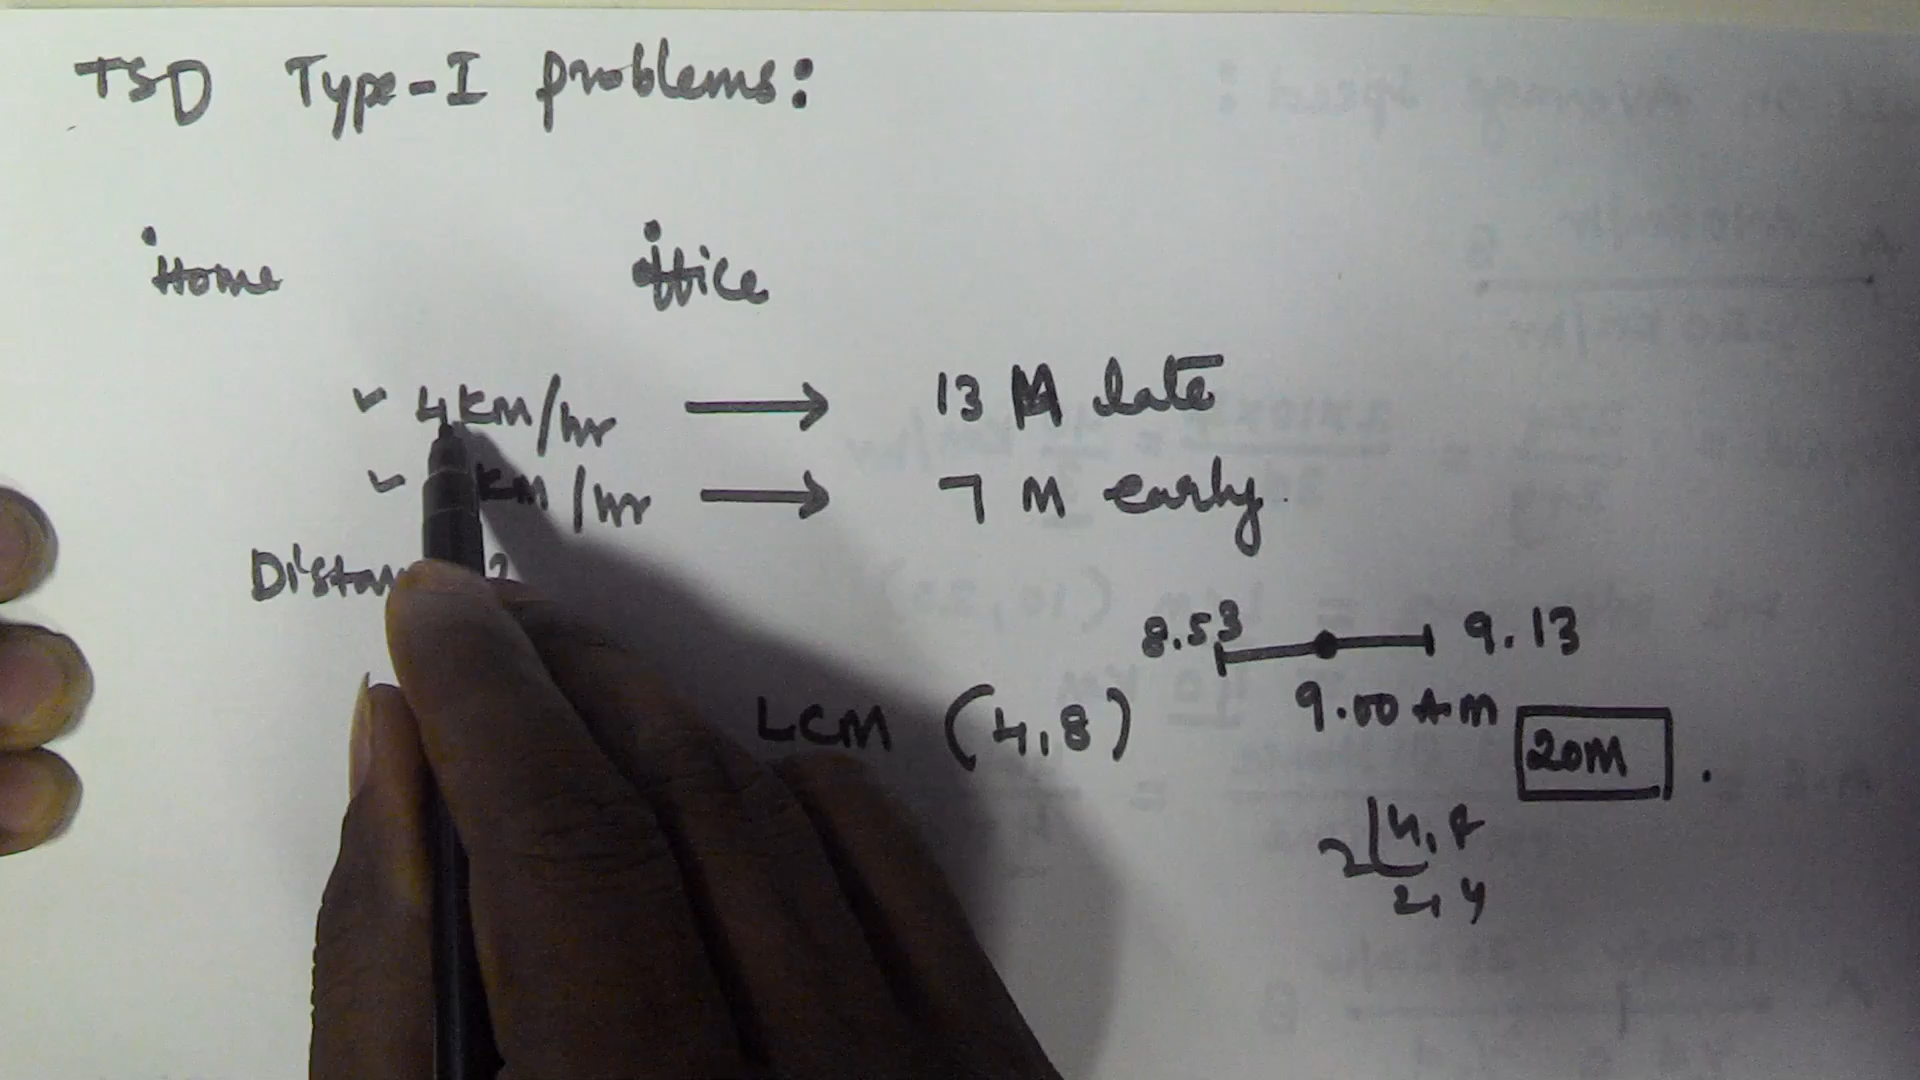 TSD Type-I problems:
Home office
4km/hr → 13 M late
km/hr → 7 M early.
8.53 9.13
9.00 AM
LCM (4,8)
20M.
2 4, 8
2, 4